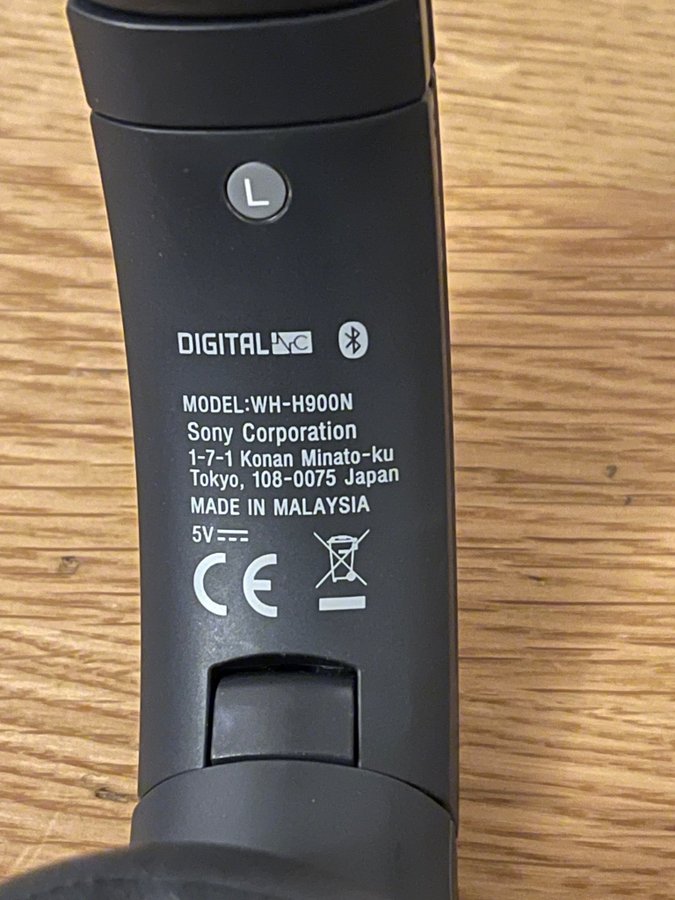 L
DIGITAL NC
MODEL:WH-H900N
Sony Corporation
1-7-1 Konan Minato-ku
Tokyo, 108-0075 Japan
MADE IN MALAYSIA
5V⎓
CE